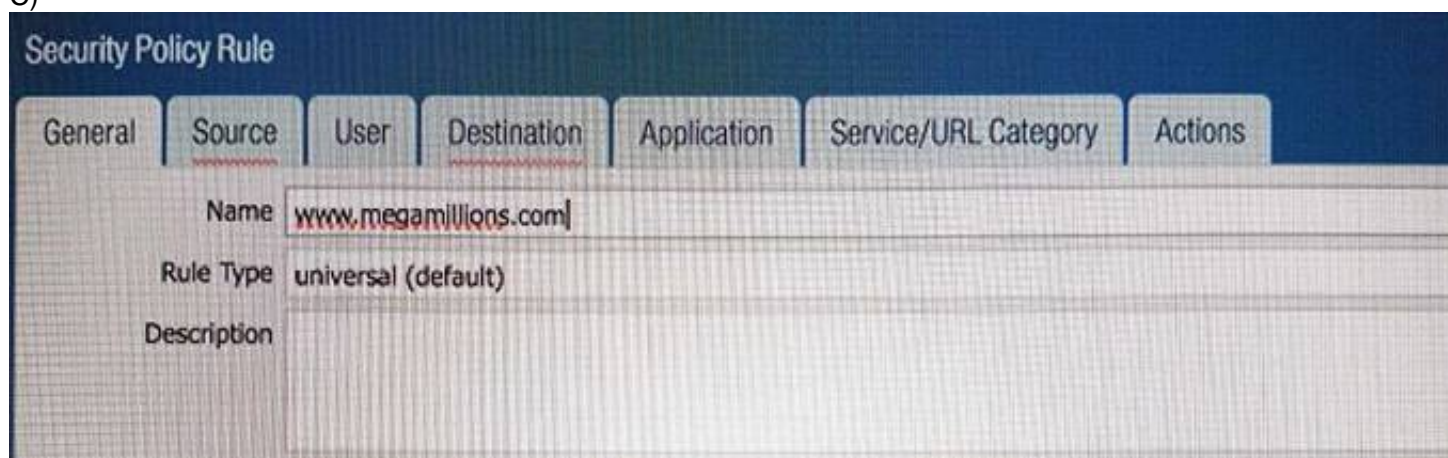 Security Policy Rule
General Source User Destination Application Service/URL Category Actions
Name www.megamillions.com
Rule Type universal (default)
Description